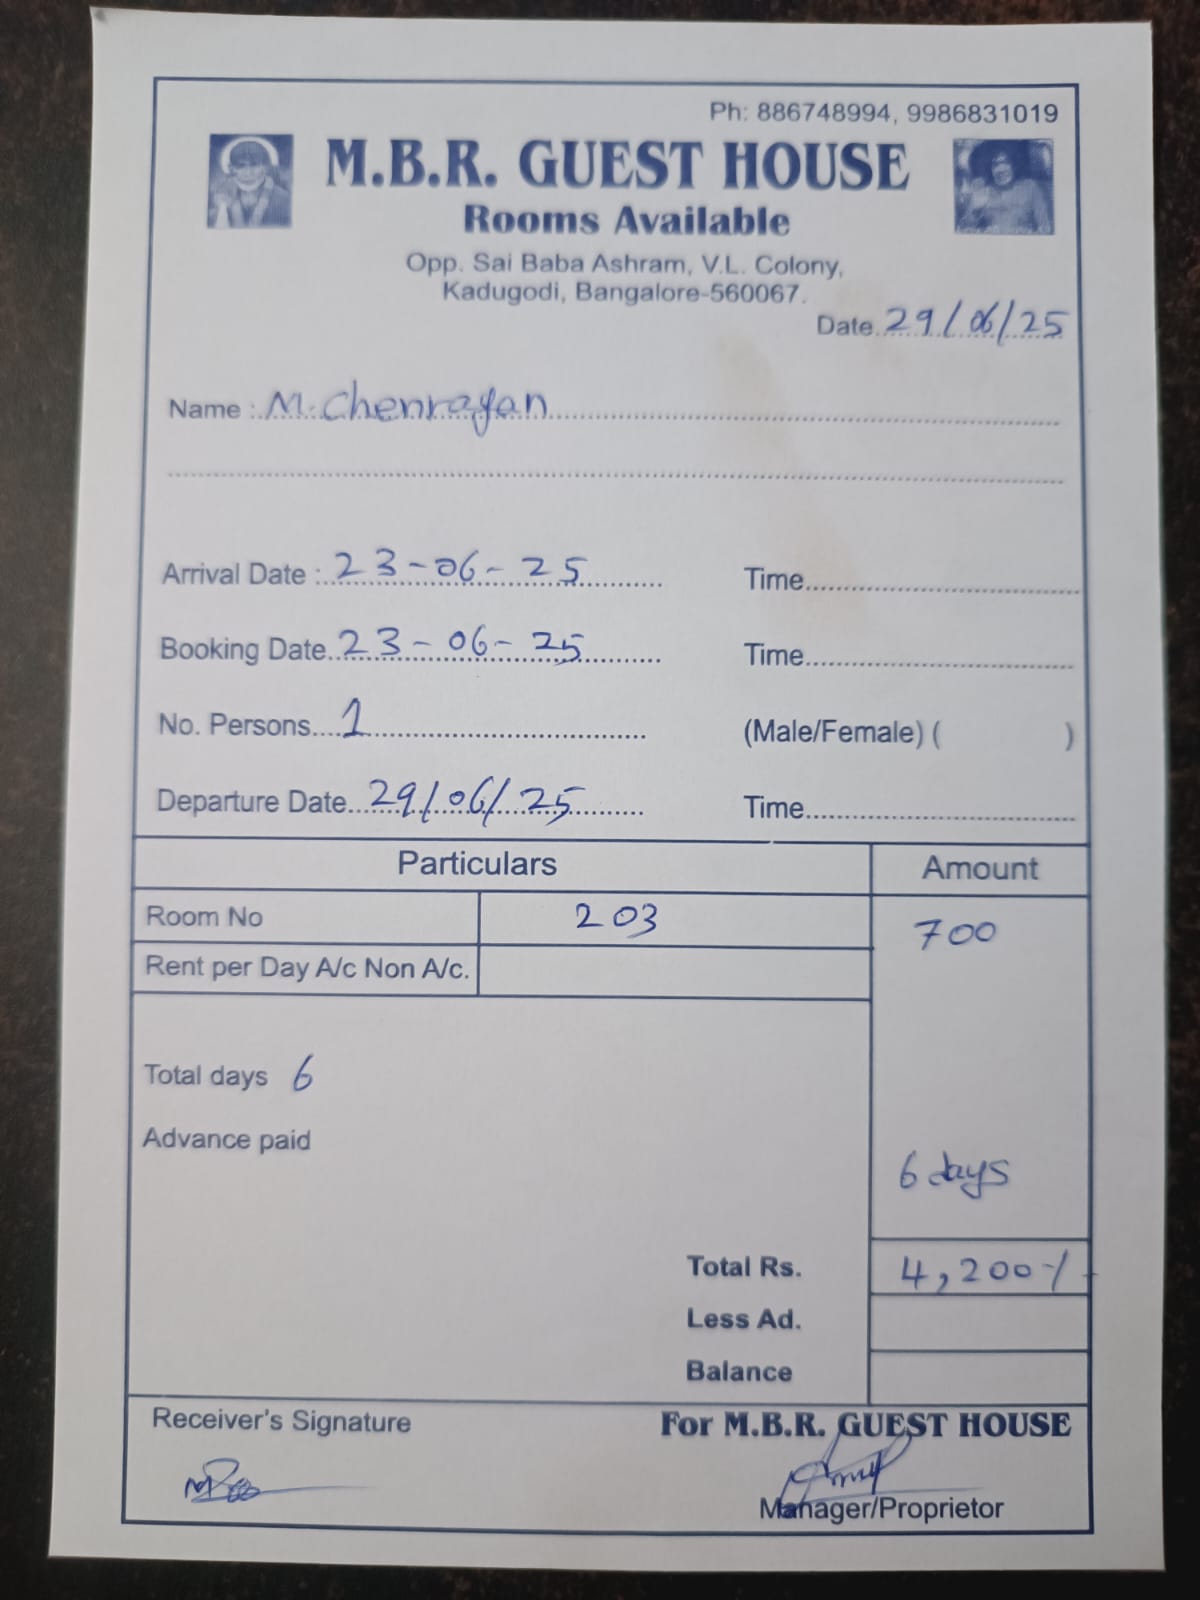 Ph: 886748994, 9986831019
M.B.R. GUEST HOUSE
Rooms Available
Opp. Sai Baba Ashram, V.L. Colony,
Kadugodi, Bangalore-560067.
Date 29/06/25
Name : M. Chenrayan
Arrival Date : 23-06-25 Time
Booking Date 23-06-25 Time
No. Persons 1 (Male/Female) ( )
Departure Date 29/06/25 Time
Particulars Amount
Room No 203 700
Rent per Day A/c Non A/c.
Total days 6
Advance paid
6 days
Total Rs. 4,200-/
Less Ad.
Balance
Receiver's Signature For M.B.R. GUEST HOUSE
Manager/Proprietor